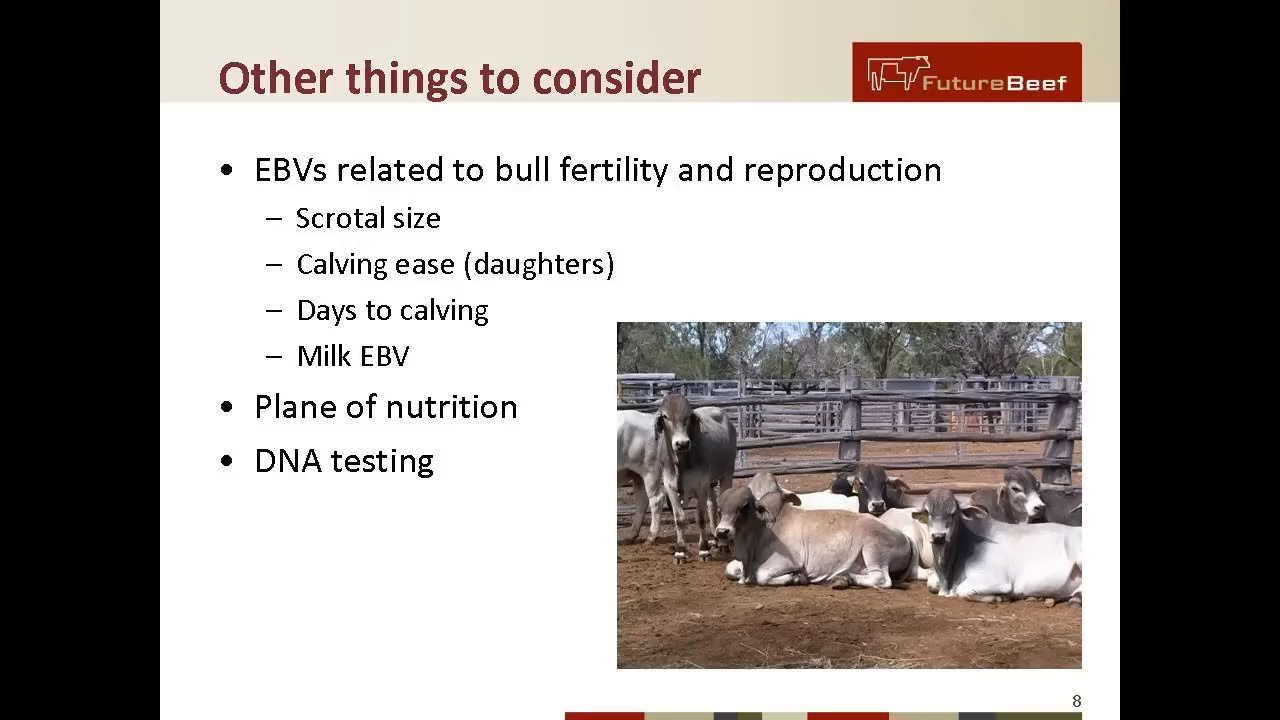 Other things to consider
FutureBeef
• EBVs related to bull fertility and reproduction
– Scrotal size
– Calving ease (daughters)
– Days to calving
– Milk EBV
• Plane of nutrition
• DNA testing
8